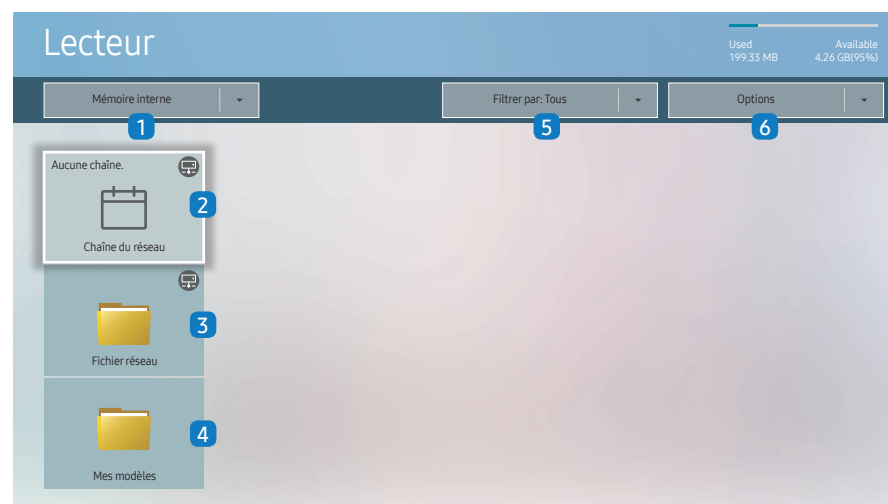 Lecteur
Used Available
199.33 MB 4.26 GB(95%)
Mémoire interne
Filtrer par: Tous
Options
1
5
6
Aucune chaîne.
2
Chaîne du réseau
3
Fichier réseau
4
Mes modèles